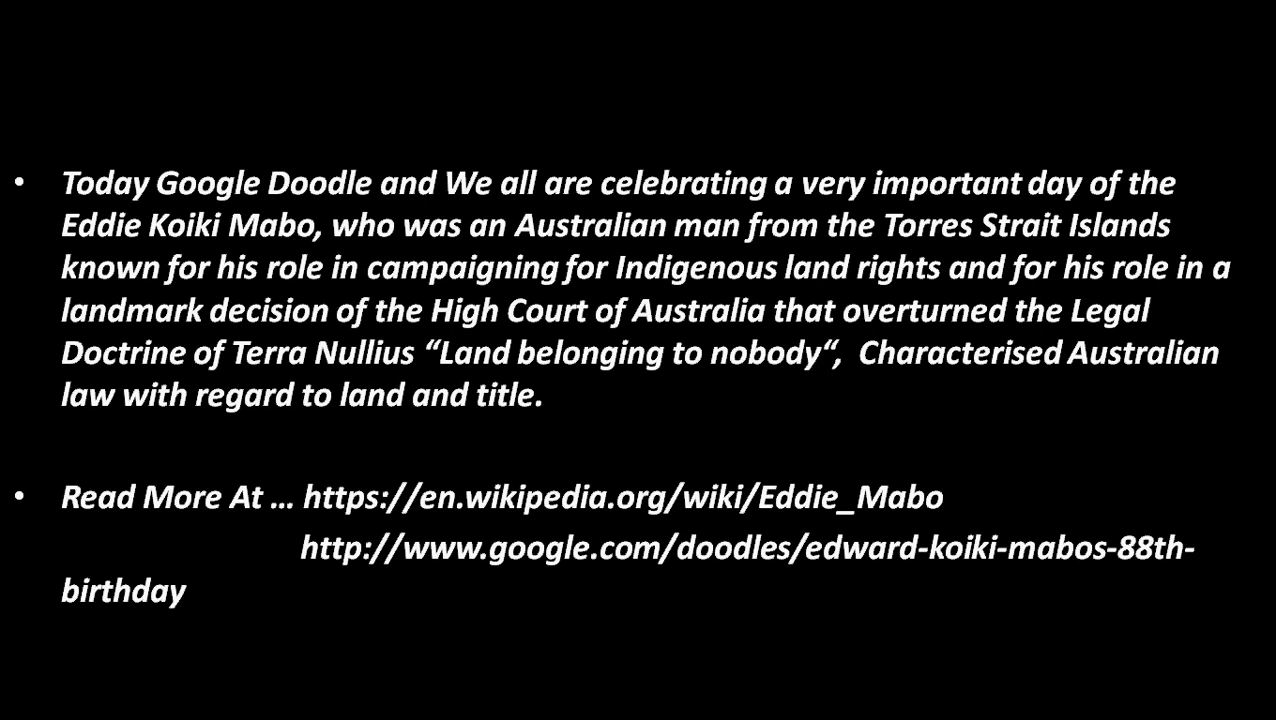 • Today Google Doodle and We all are celebrating a very important day of the
Eddie Koiki Mabo, who was an Australian man from the Torres Strait Islands
known for his role in campaigning for Indigenous land rights and for his role in a
landmark decision of the High Court of Australia that overturned the Legal
Doctrine of Terra Nullius “Land belonging to nobody“,  Characterised Australian
law with regard to land and title.
• Read More At … https://en.wikipedia.org/wiki/Eddie_Mabo
http://www.google.com/doodles/edward-koiki-mabos-88th-
birthday